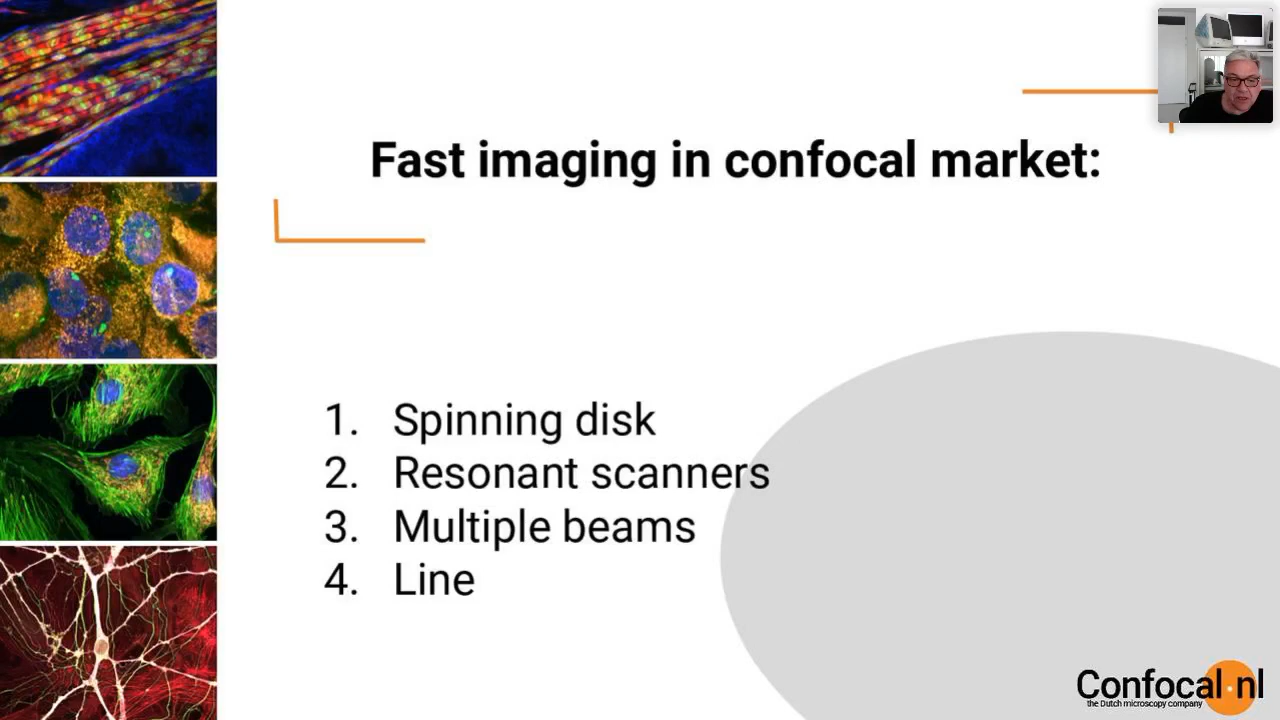 Fast imaging in confocal market:
1. Spinning disk
2. Resonant scanners
3. Multiple beams
4. Line
Confocal.nl
the Dutch microscopy company